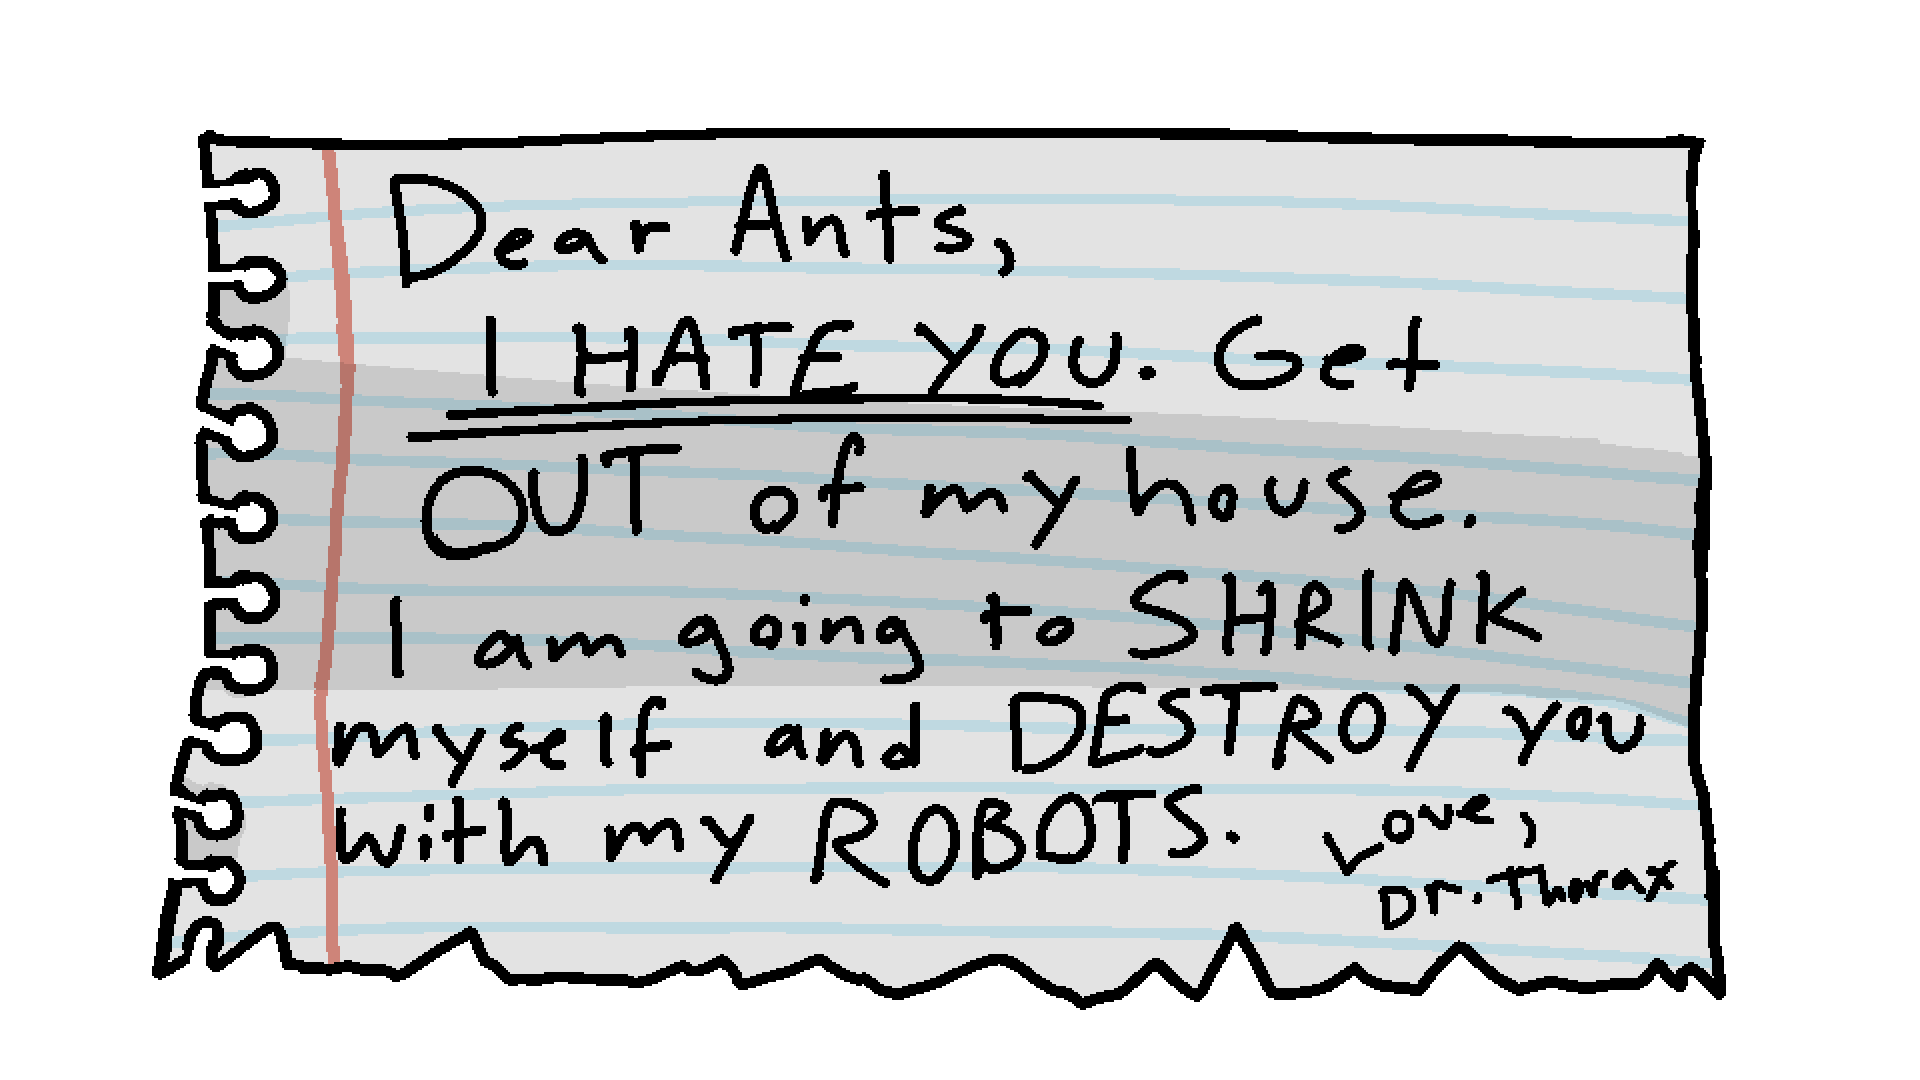 Dear Ants,
I HATE YOU. Get
OUT of my house.
I am going to SHRINK
myself and DESTROY you
with my ROBOTS. Love,
Dr. Thorax